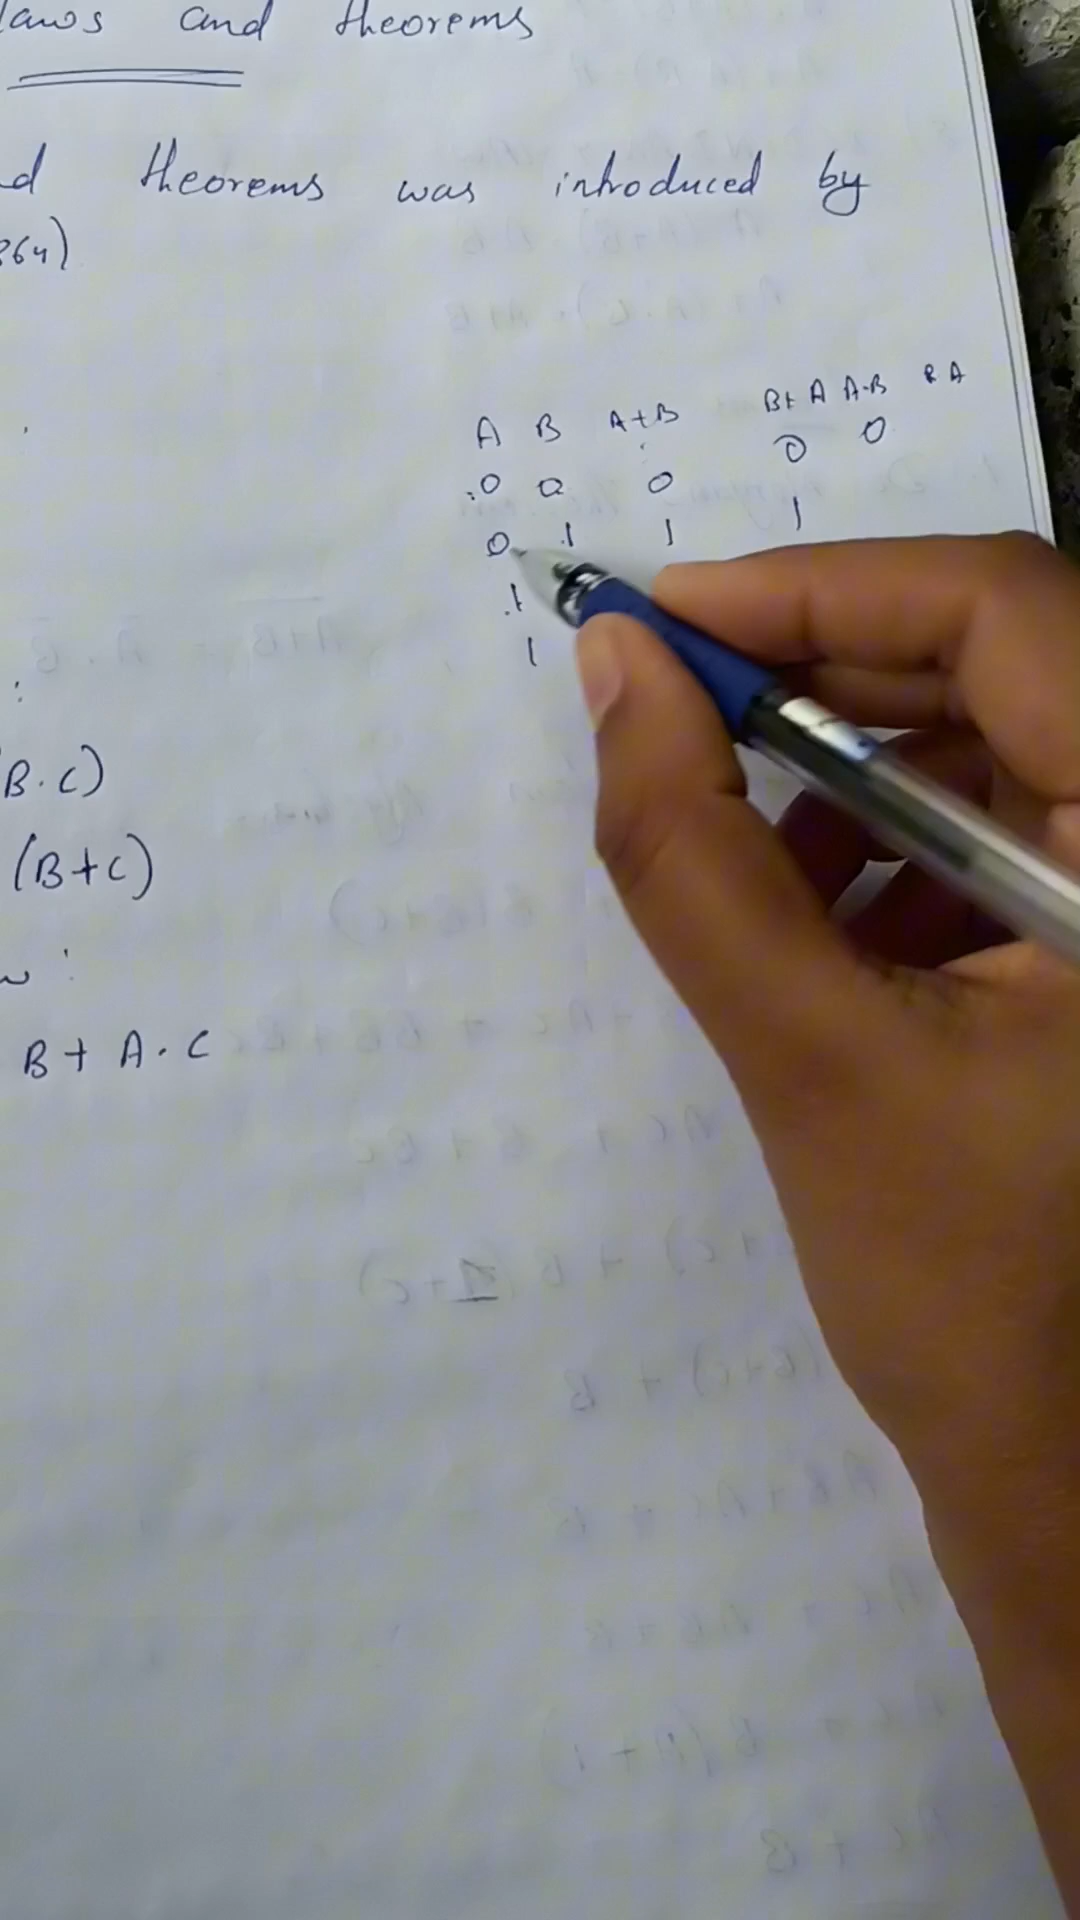 laws and theorems
theorems was introduced by
864)
A B A+B B+A A·B B A
0 0 0 0 0
0 1 1 1
1
1
B·C)
(B+C)
B+ A·C